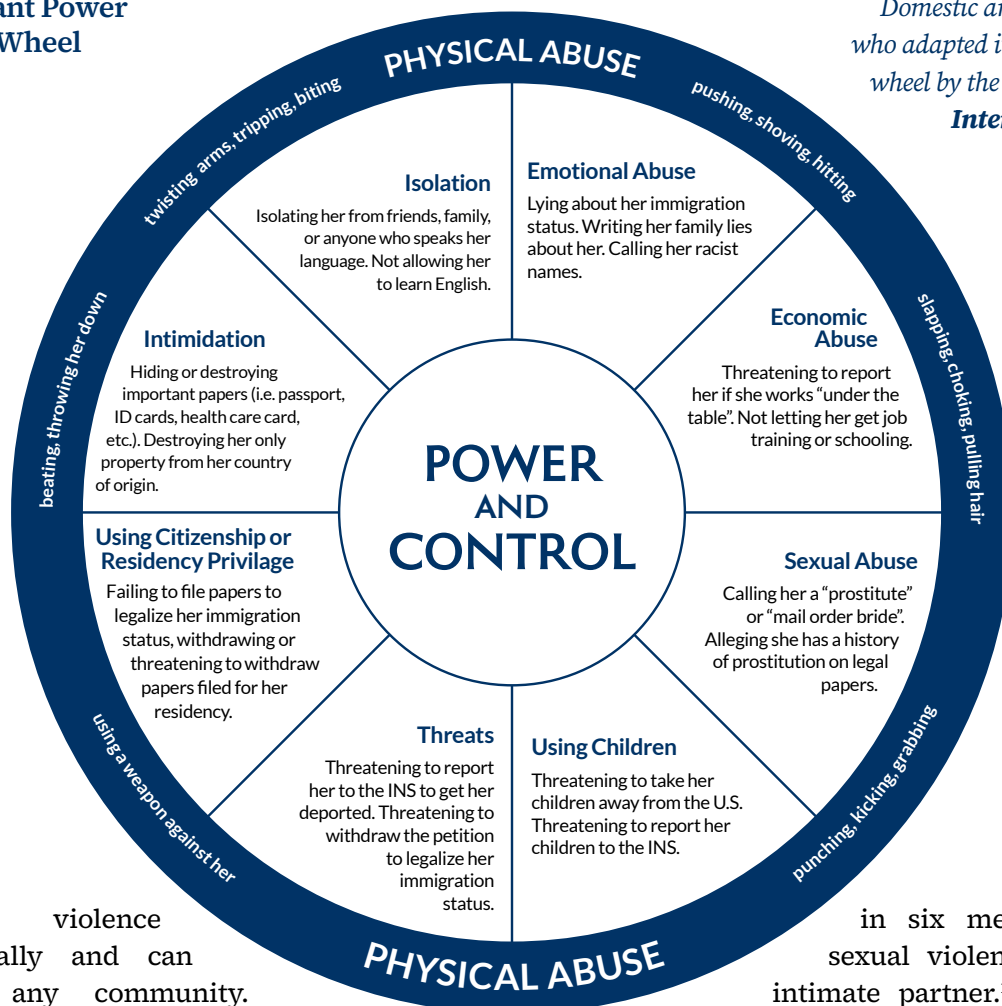 ant Power
Wheel
Domestic an
who adapted i
wheel by the
Inter
PHYSICAL ABUSE
pushing, shoving, hitting
slapping, choking, pulling hair
punching, kicking, grabbing
PHYSICAL ABUSE
using a weapon against her
beating, throwing her down
twisting arms, tripping, biting
Isolation
Isolating her from friends, family,
or anyone who speaks her
language. Not allowing her
to learn English.
Emotional Abuse
Lying about her immigration
status. Writing her family lies
about her. Calling her racist
names.
Economic
Abuse
Threatening to report
her if she works “under the
table”. Not letting her get job
training or schooling.
Sexual Abuse
Calling her a “prostitute”
or “mail order bride”.
Alleging she has a history
of prostitution on legal
papers.
Using Children
Threatening to take her
children away from the U.S.
Threatening to report her
children to the INS.
Threats
Threatening to report
her to the INS to get her
deported. Threatening to
withdraw the petition
to legalize her
immigration
status.
Using Citizenship or
Residency Privilage
Failing to file papers to
legalize her immigration
status, withdrawing or
threatening to withdraw
papers filed for her
residency.
Intimidation
Hiding or destroying
important papers (i.e. passport,
ID cards, health care card,
etc.). Destroying her only
property from her country
of origin.
POWER
AND
CONTROL
violence
ally and can
any community.
in six me
sexual violen
intimate partner.